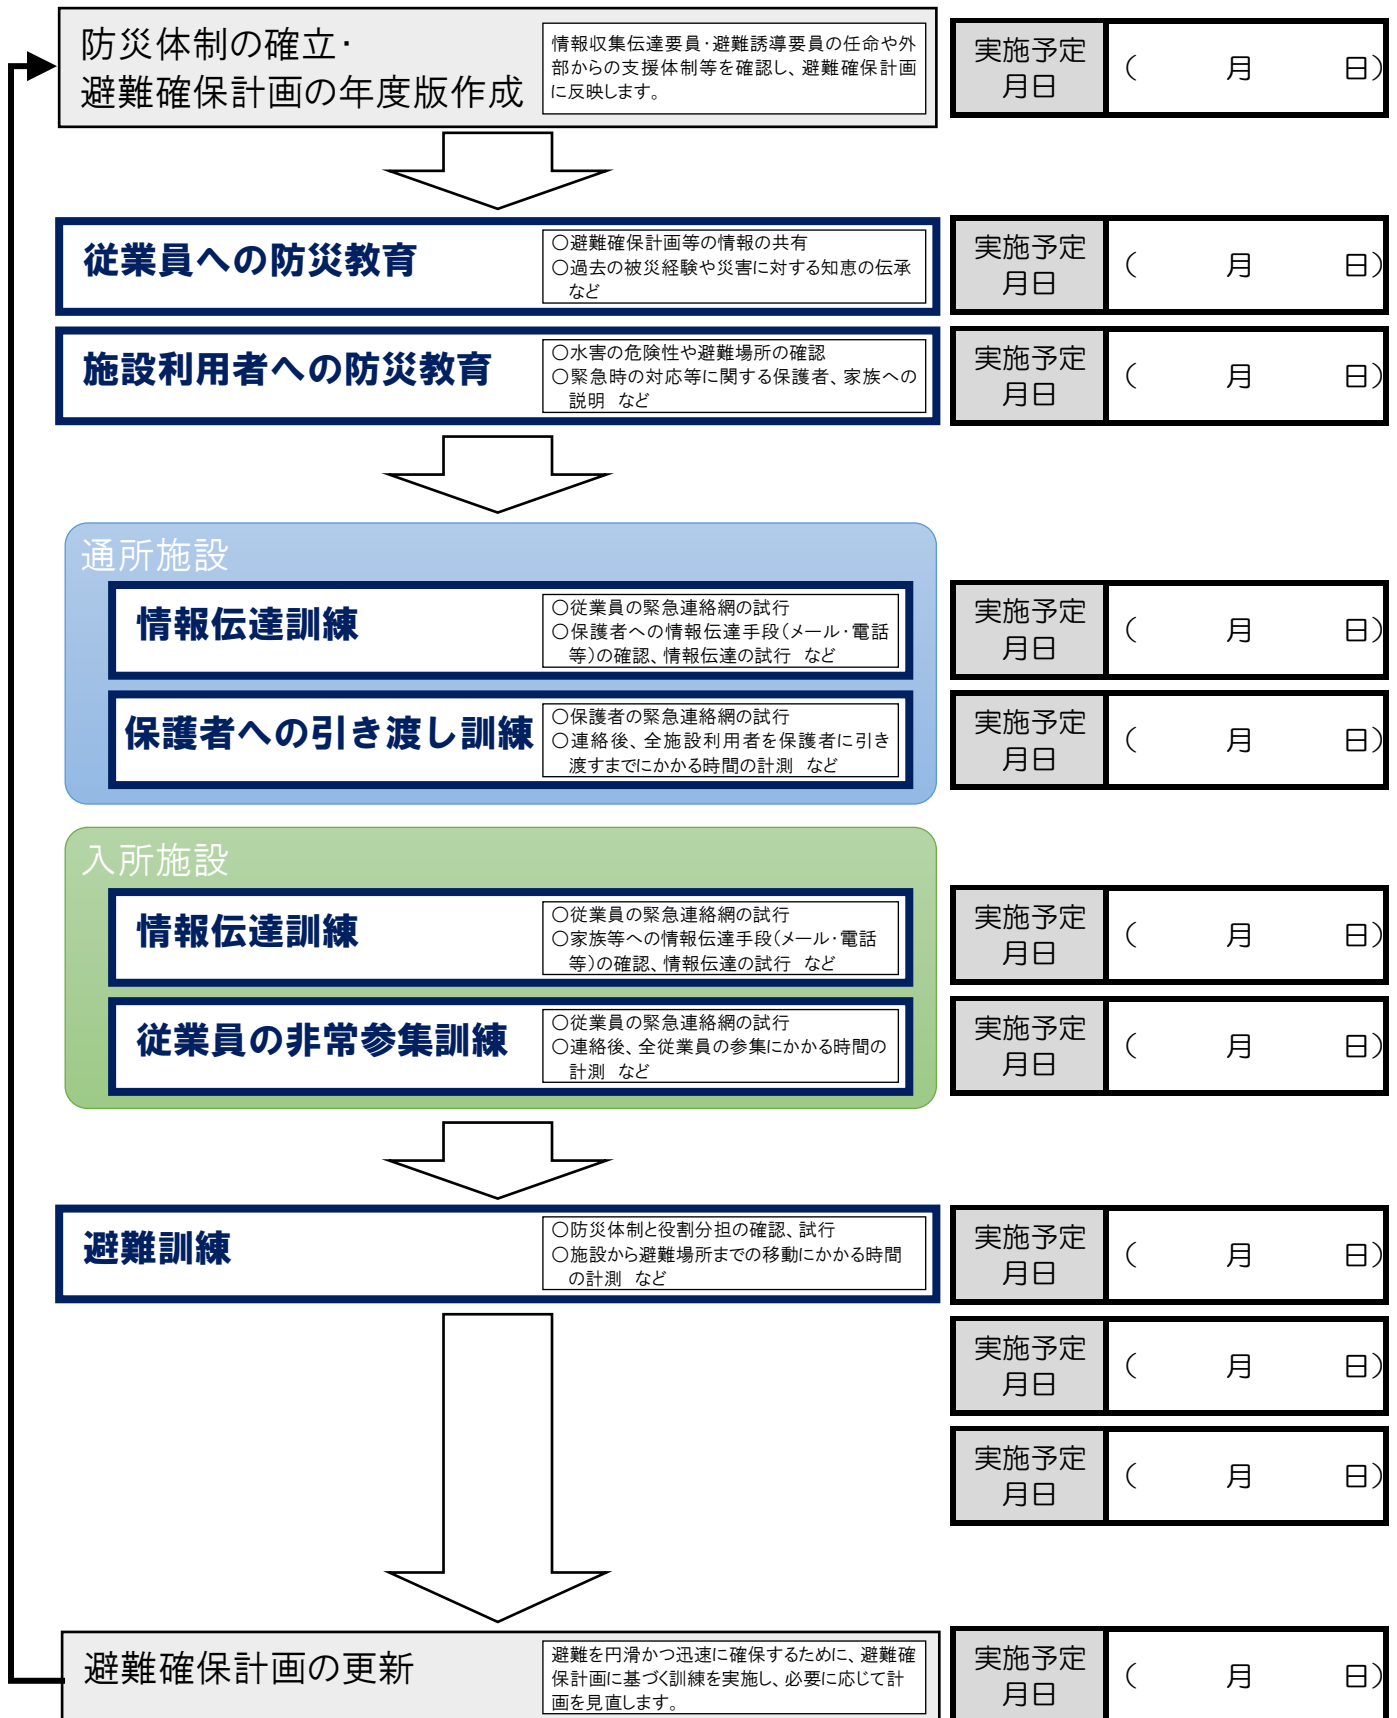 防災体制の確立・
避難確保計画の年度版作成
情報収集伝達要員・避難誘導要員の任命や外
部からの支援体制等を確認し、避難確保計画
に反映します。
実施予定
月日
（　月　日）
従業員への防災教育
○避難確保計画等の情報の共有
○過去の被災経験や災害に対する知恵の伝承
など
実施予定
月日
（　月　日）
施設利用者への防災教育
○水害の危険性や避難場所の確認
○緊急時の対応等に関する保護者、家族への
説明　など
実施予定
月日
（　月　日）
通所施設
情報伝達訓練
○従業員の緊急連絡網の試行
○保護者への情報伝達手段（メール・電話
等）の確認、情報伝達の試行　など
実施予定
月日
（　月　日）
保護者への引き渡し訓練
○保護者の緊急連絡網の試行
○連絡後、全施設利用者を保護者に引き
渡すまでにかかる時間の計測　など
実施予定
月日
（　月　日）
入所施設
情報伝達訓練
○従業員の緊急連絡網の試行
○家族等への情報伝達手段（メール・電話
等）の確認、情報伝達の試行　など
実施予定
月日
（　月　日）
従業員の非常参集訓練
○従業員の緊急連絡網の試行
○連絡後、全従業員の参集にかかる時間の
計測　など
実施予定
月日
（　月　日）
避難訓練
○防災体制と役割分担の確認、試行
○施設から避難場所までの移動にかかる時間
の計測　など
実施予定
月日
（　月　日）
実施予定
月日
（　月　日）
実施予定
月日
（　月　日）
避難確保計画の更新
避難を円滑かつ迅速に確保するために、避難確
保計画に基づく訓練を実施し、必要に応じて計
画を見直します。
実施予定
月日
（　月　日）